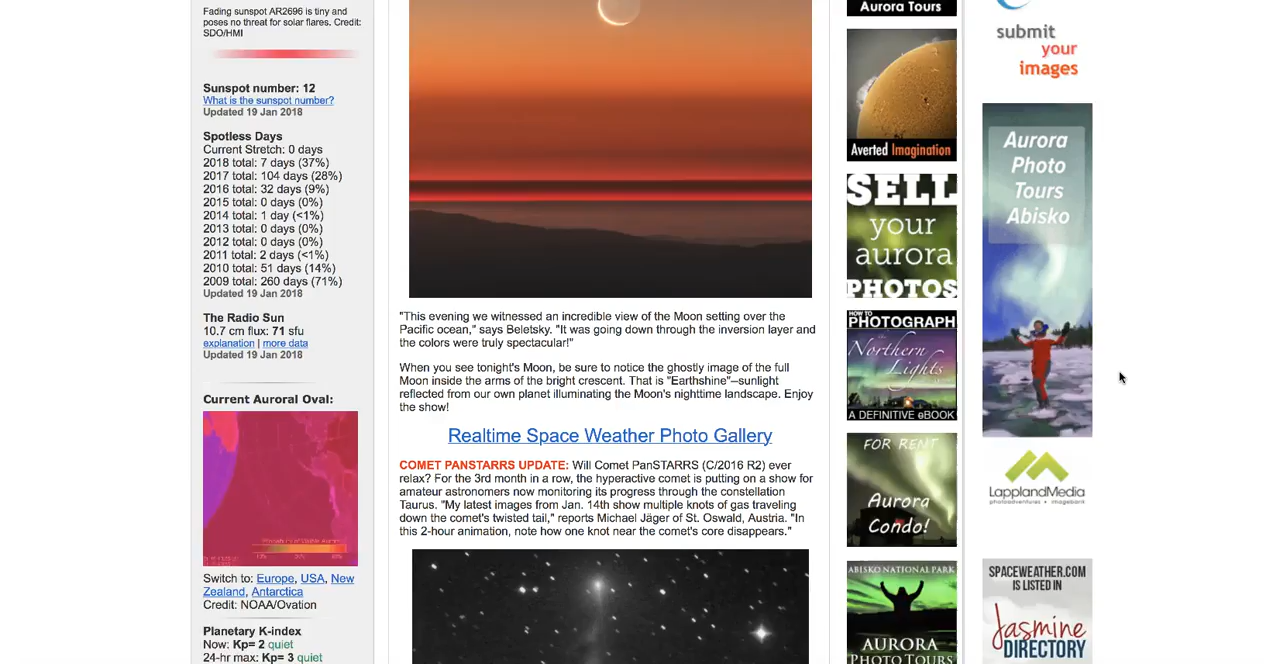 Fading sunspot AR2696 is tiny and
poses no threat for solar flares. Credit:
SDO/HMI
Sunspot number: 12
What is the sunspot number?
Updated 19 Jan 2018
Spotless Days
Current Stretch: 0 days
2018 total: 7 days (37%)
2017 total: 104 days (28%)
2016 total: 32 days (9%)
2015 total: 0 days (0%)
2014 total: 1 day (<1%)
2013 total: 0 days (0%)
2012 total: 0 days (0%)
2011 total: 2 days (<1%)
2010 total: 51 days (14%)
2009 total: 260 days (71%)
Updated 19 Jan 2018
The Radio Sun
10.7 cm flux: 71 sfu
explanation | more data
Updated 19 Jan 2018
Current Auroral Oval:
Switch to: Europe, USA, New
Zealand, Antarctica
Credit: NOAA/Ovation
Planetary K-index
Now: Kp= 2 quiet
24-hr max: Kp= 3 quiet
"This evening we witnessed an incredible view of the Moon setting over the
Pacific ocean," says Beletsky. "It was going down through the inversion layer and
the colors were truly spectacular!"
When you see tonight's Moon, be sure to notice the ghostly image of the full
Moon inside the arms of the bright crescent. That is "Earthshine"--sunlight
reflected from our own planet illuminating the Moon's nighttime landscape. Enjoy
the show!
Realtime Space Weather Photo Gallery
COMET PANSTARRS UPDATE: Will Comet PanSTARRS (C/2016 R2) ever
relax? For the 3rd month in a row, the hyperactive comet is putting on a show for
amateur astronomers now monitoring its progress through the constellation
Taurus. "My latest images from Jan. 14th show multiple knots of gas traveling
down the comet's twisted tail," reports Michael Jäger of St. Oswald, Austria. "In
this 2-hour animation, note how one knot near the comet's core disappears."
Aurora Tours
Averted Imagination
SELL
your
aurora
PHOTOS
HOW TO
PHOTOGRAPH
Northern
Lights
A DEFINITIVE eBOOK
FOR RENT
Aurora
Condo!
ABISKO NATIONAL PARK
AURORA
PHOTO TOURS
submit
your
images
Aurora
Photo
Tours
Abisko
LapplandMedia
SPACEWEATHER.COM
IS LISTED IN
Jasmine
DIRECTORY